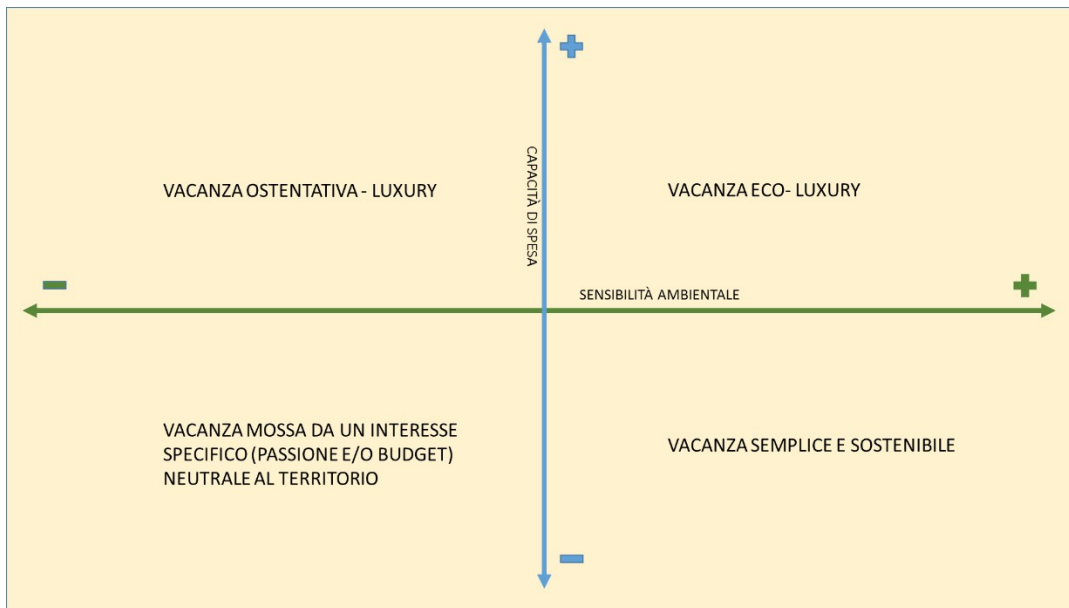 CAPACITÀ DI SPESA
VACANZA OSTENTATIVA - LUXURY
VACANZA ECO- LUXURY
SENSIBILITÀ AMBIENTALE
VACANZA MOSSA DA UN INTERESSE
SPECIFICO (PASSIONE E/O BUDGET)
NEUTRALE AL TERRITORIO
VACANZA SEMPLICE E SOSTENIBILE